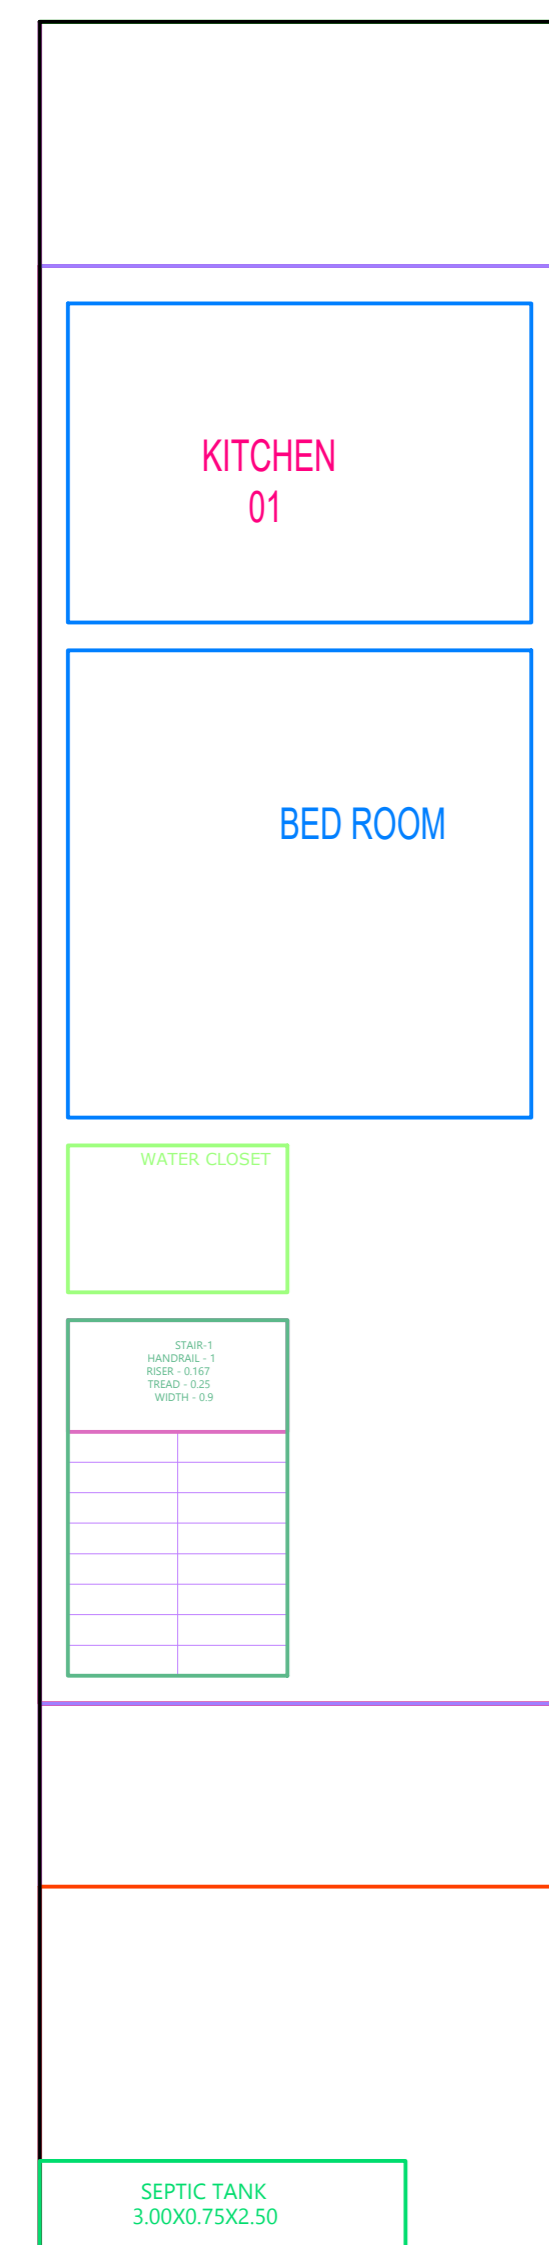 KITCHEN
01
BED ROOM
WATER CLOSET
STAIR-1
HANDRAIL - 1
RISER - 0.167
TREAD - 0.25
WIDTH - 0.9
SEPTIC TANK
3.00X0.75X2.50